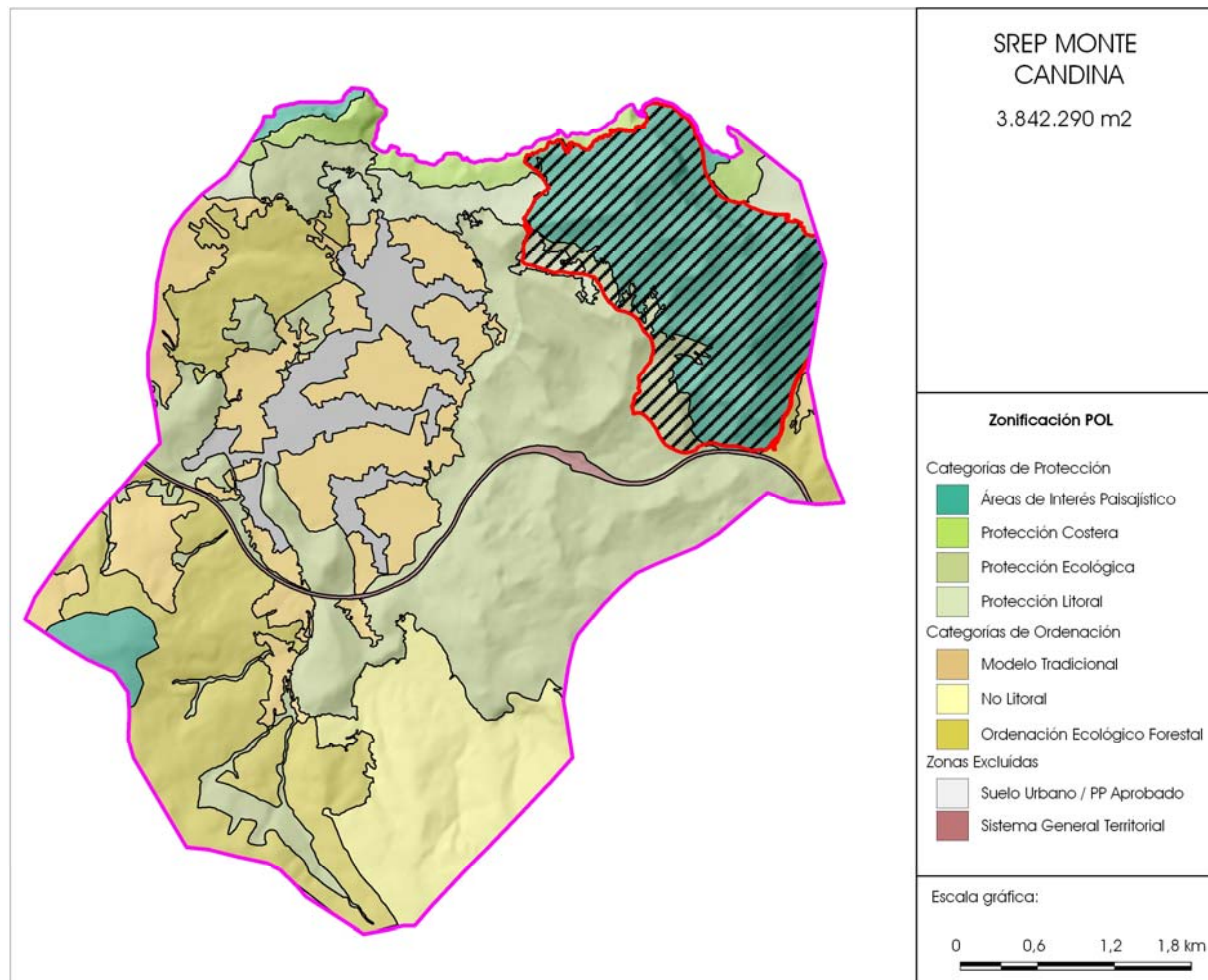 SREP MONTE
CANDINA
3.842.290 m2
Zonificación POL
Categorías de Protección
Áreas de Interés Paisajístico
Protección Costera
Protección Ecológica
Protección Litoral
Categorías de Ordenación
Modelo Tradicional
No Litoral
Ordenación Ecológico Forestal
Zonas Excluídas
Suelo Urbano / PP Aprobado
Sistema General Territorial
Escala gráfica:
0 0,6 1,2 1,8 km